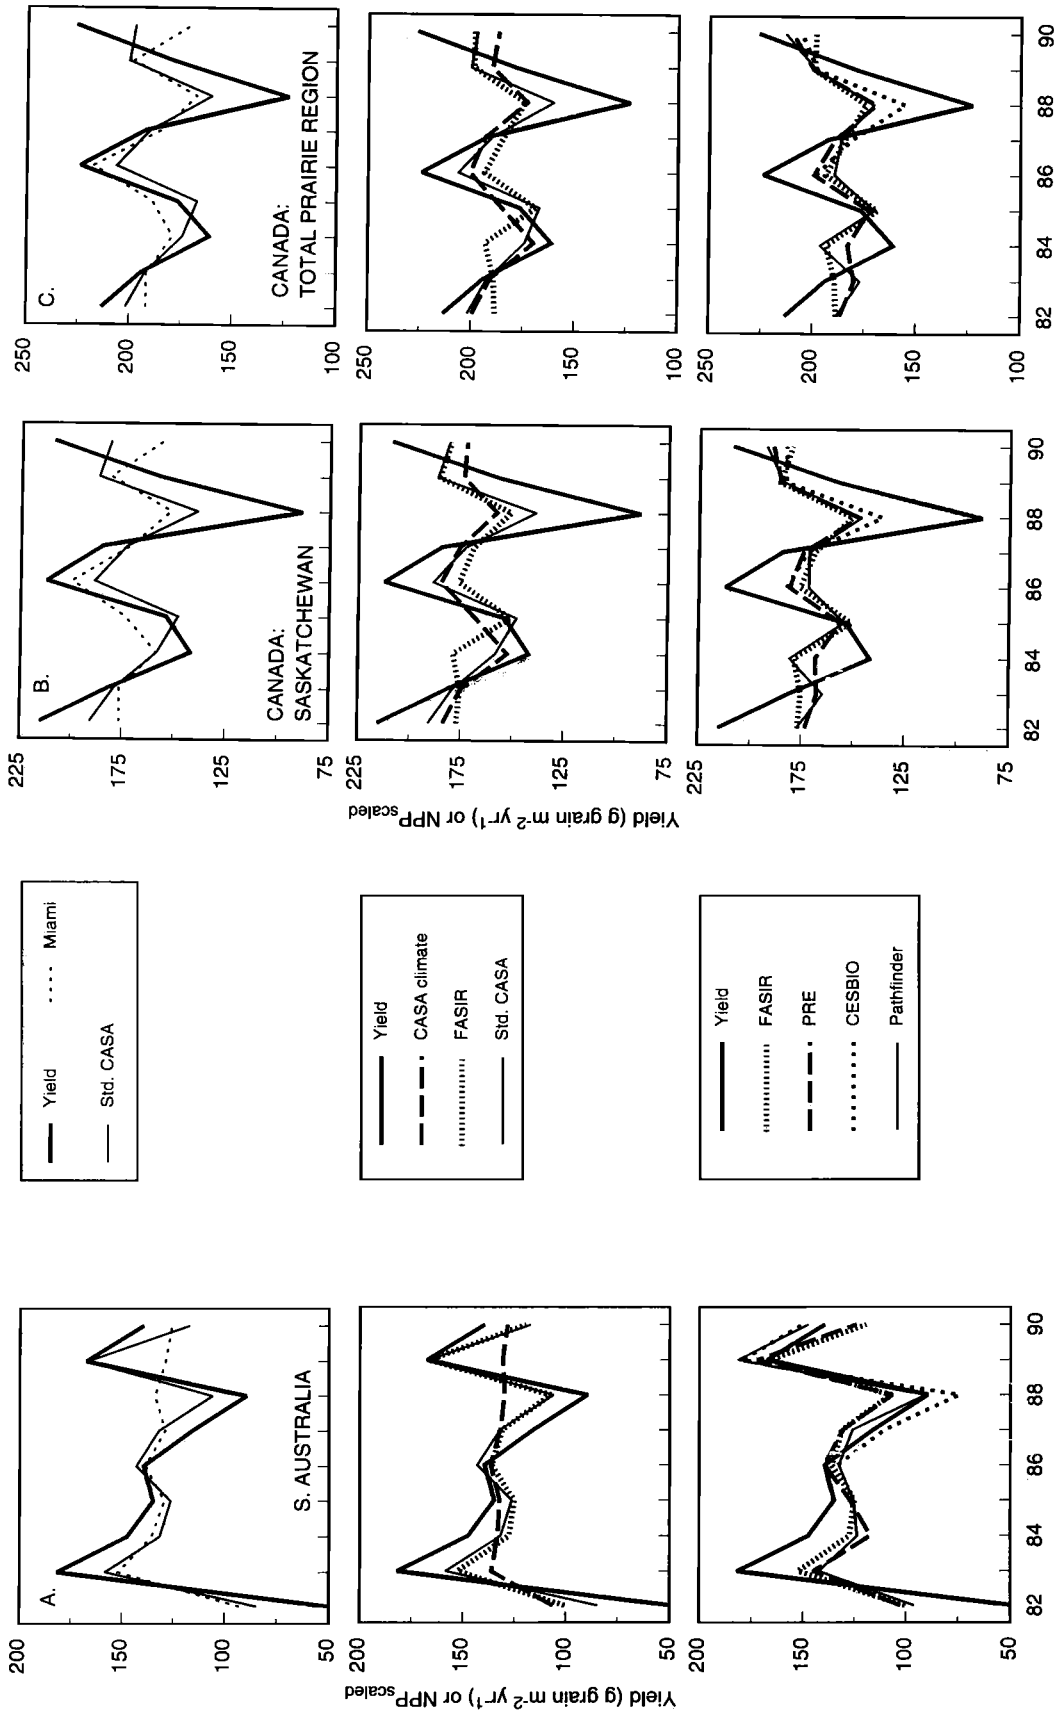 A.
S. AUSTRALIA
200
150
100
50
Yield
Miami
Std. CASA
B.
CANADA:
SASKATCHEWAN
225
175
125
75
C.
CANADA:
TOTAL PRAIRIE REGION
250
200
150
100
Yield (g grain m-2 yr-1) or NPPscaled
200
150
100
50
Yield
CASA climate
FASIR
Std. CASA
Yield (g grain m-2 yr-1) or NPPscaled
225
175
125
75
250
200
150
100
200
150
100
50
82
84
86
88
90
Yield
FASIR
PRE
CESBIO
Pathfinder
225
175
125
75
82
84
86
88
90
250
200
150
100
82
84
86
88
90